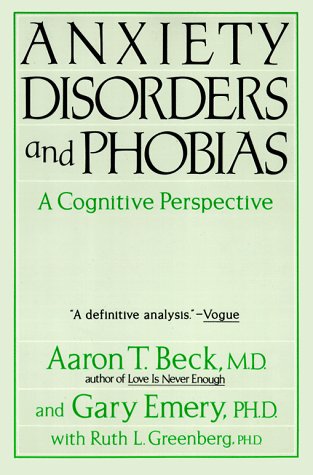 ANXIETY
DISORDERS
and PHOBIAS
A Cognitive Perspective
"A definitive analysis."–Vogue
Aaron T. Beck, M.D.
author of Love Is Never Enough
and Gary Emery, PH.D.
with Ruth L. Greenberg, PH.D